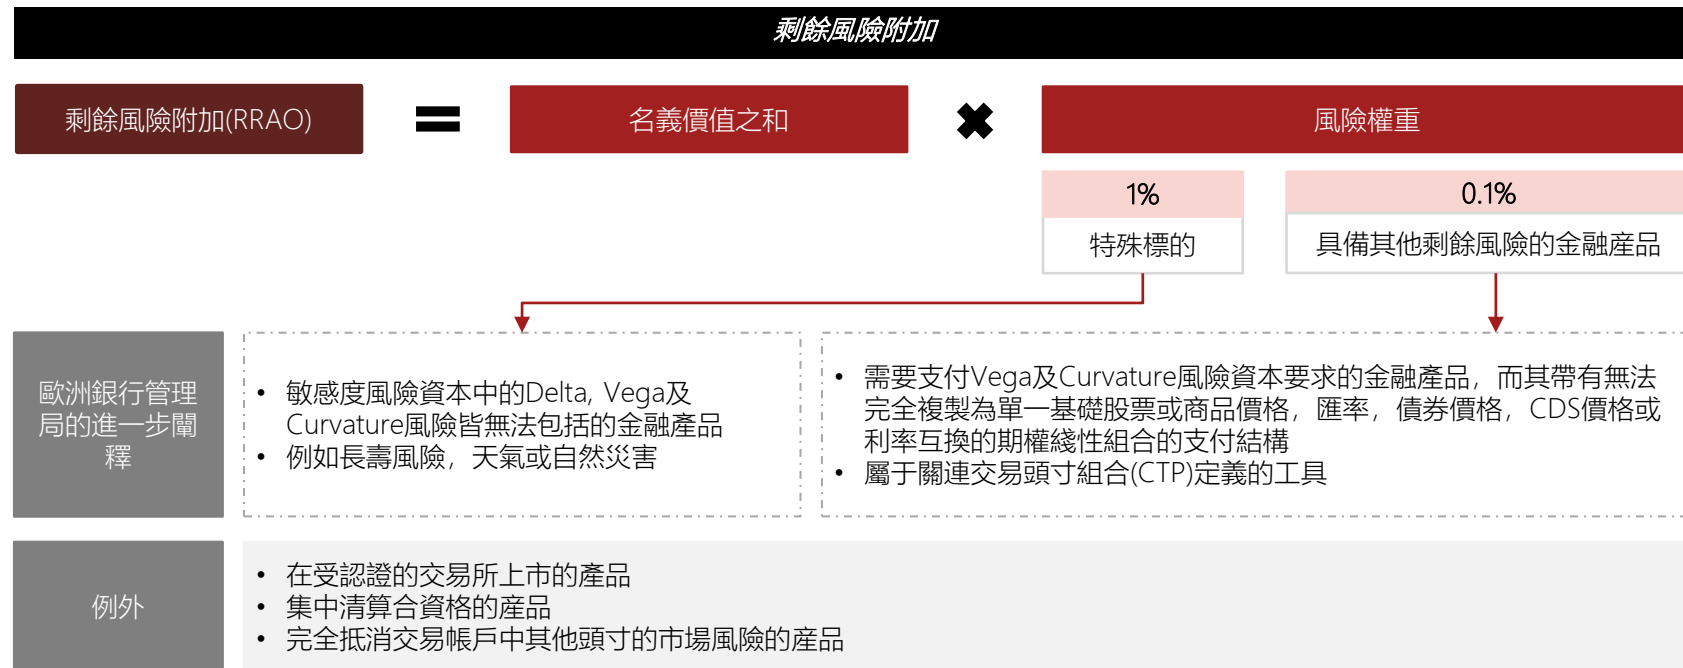 剩餘風險附加
剩餘風險附加(RRAO)
名義價值之和
風險權重
1%
特殊標的
0.1%
具備其他剩餘風險的金融產品
歐洲銀行管理
局的進一步闡
釋
• 敏感度風險資本中的Delta, Vega及
Curvature風險皆無法包括的金融產品
• 例如長壽風險，天氣或自然災害
• 需要支付Vega及Curvature風險資本要求的金融產品，而其帶有無法
完全複製為單一基礎股票或商品價格，匯率，債券價格，CDS價格或
利率互換的期權綫性組合的支付結構
• 屬于關連交易頭寸組合(CTP)定義的工具
例外
• 在受認證的交易所上市的產品
• 集中清算合資格的產品
• 完全抵消交易帳戶中其他頭寸的市場風險的產品